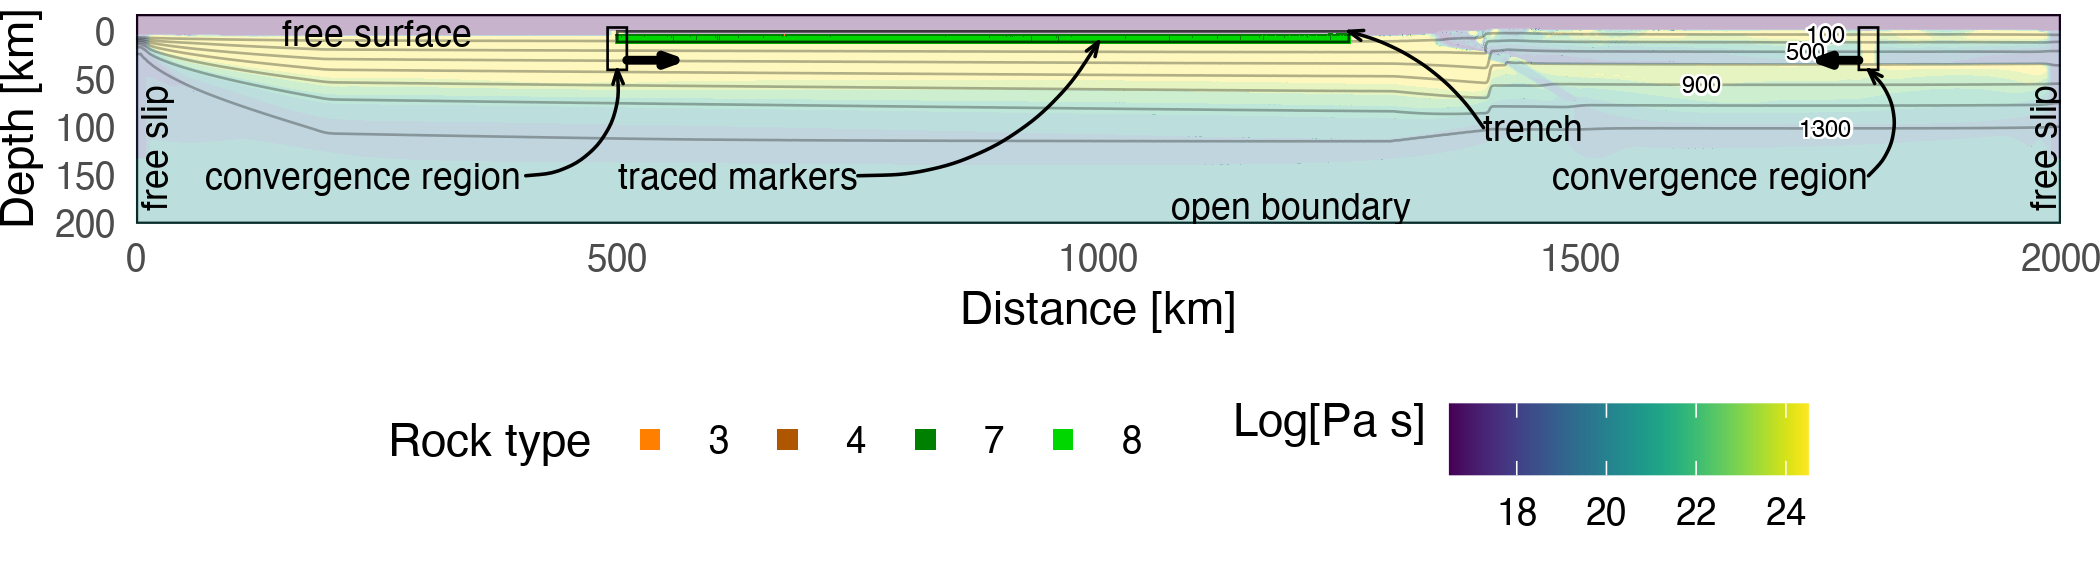 Depth [km]
0
50
100
150
200
free surface
free slip
convergence region
traced markers
open boundary
trench
convergence region
free slip
100
500
900
1300
0 500 1000 1500 2000
Distance [km]
Rock type 3 4 7 8
Log[Pa s]
18 20 22 24